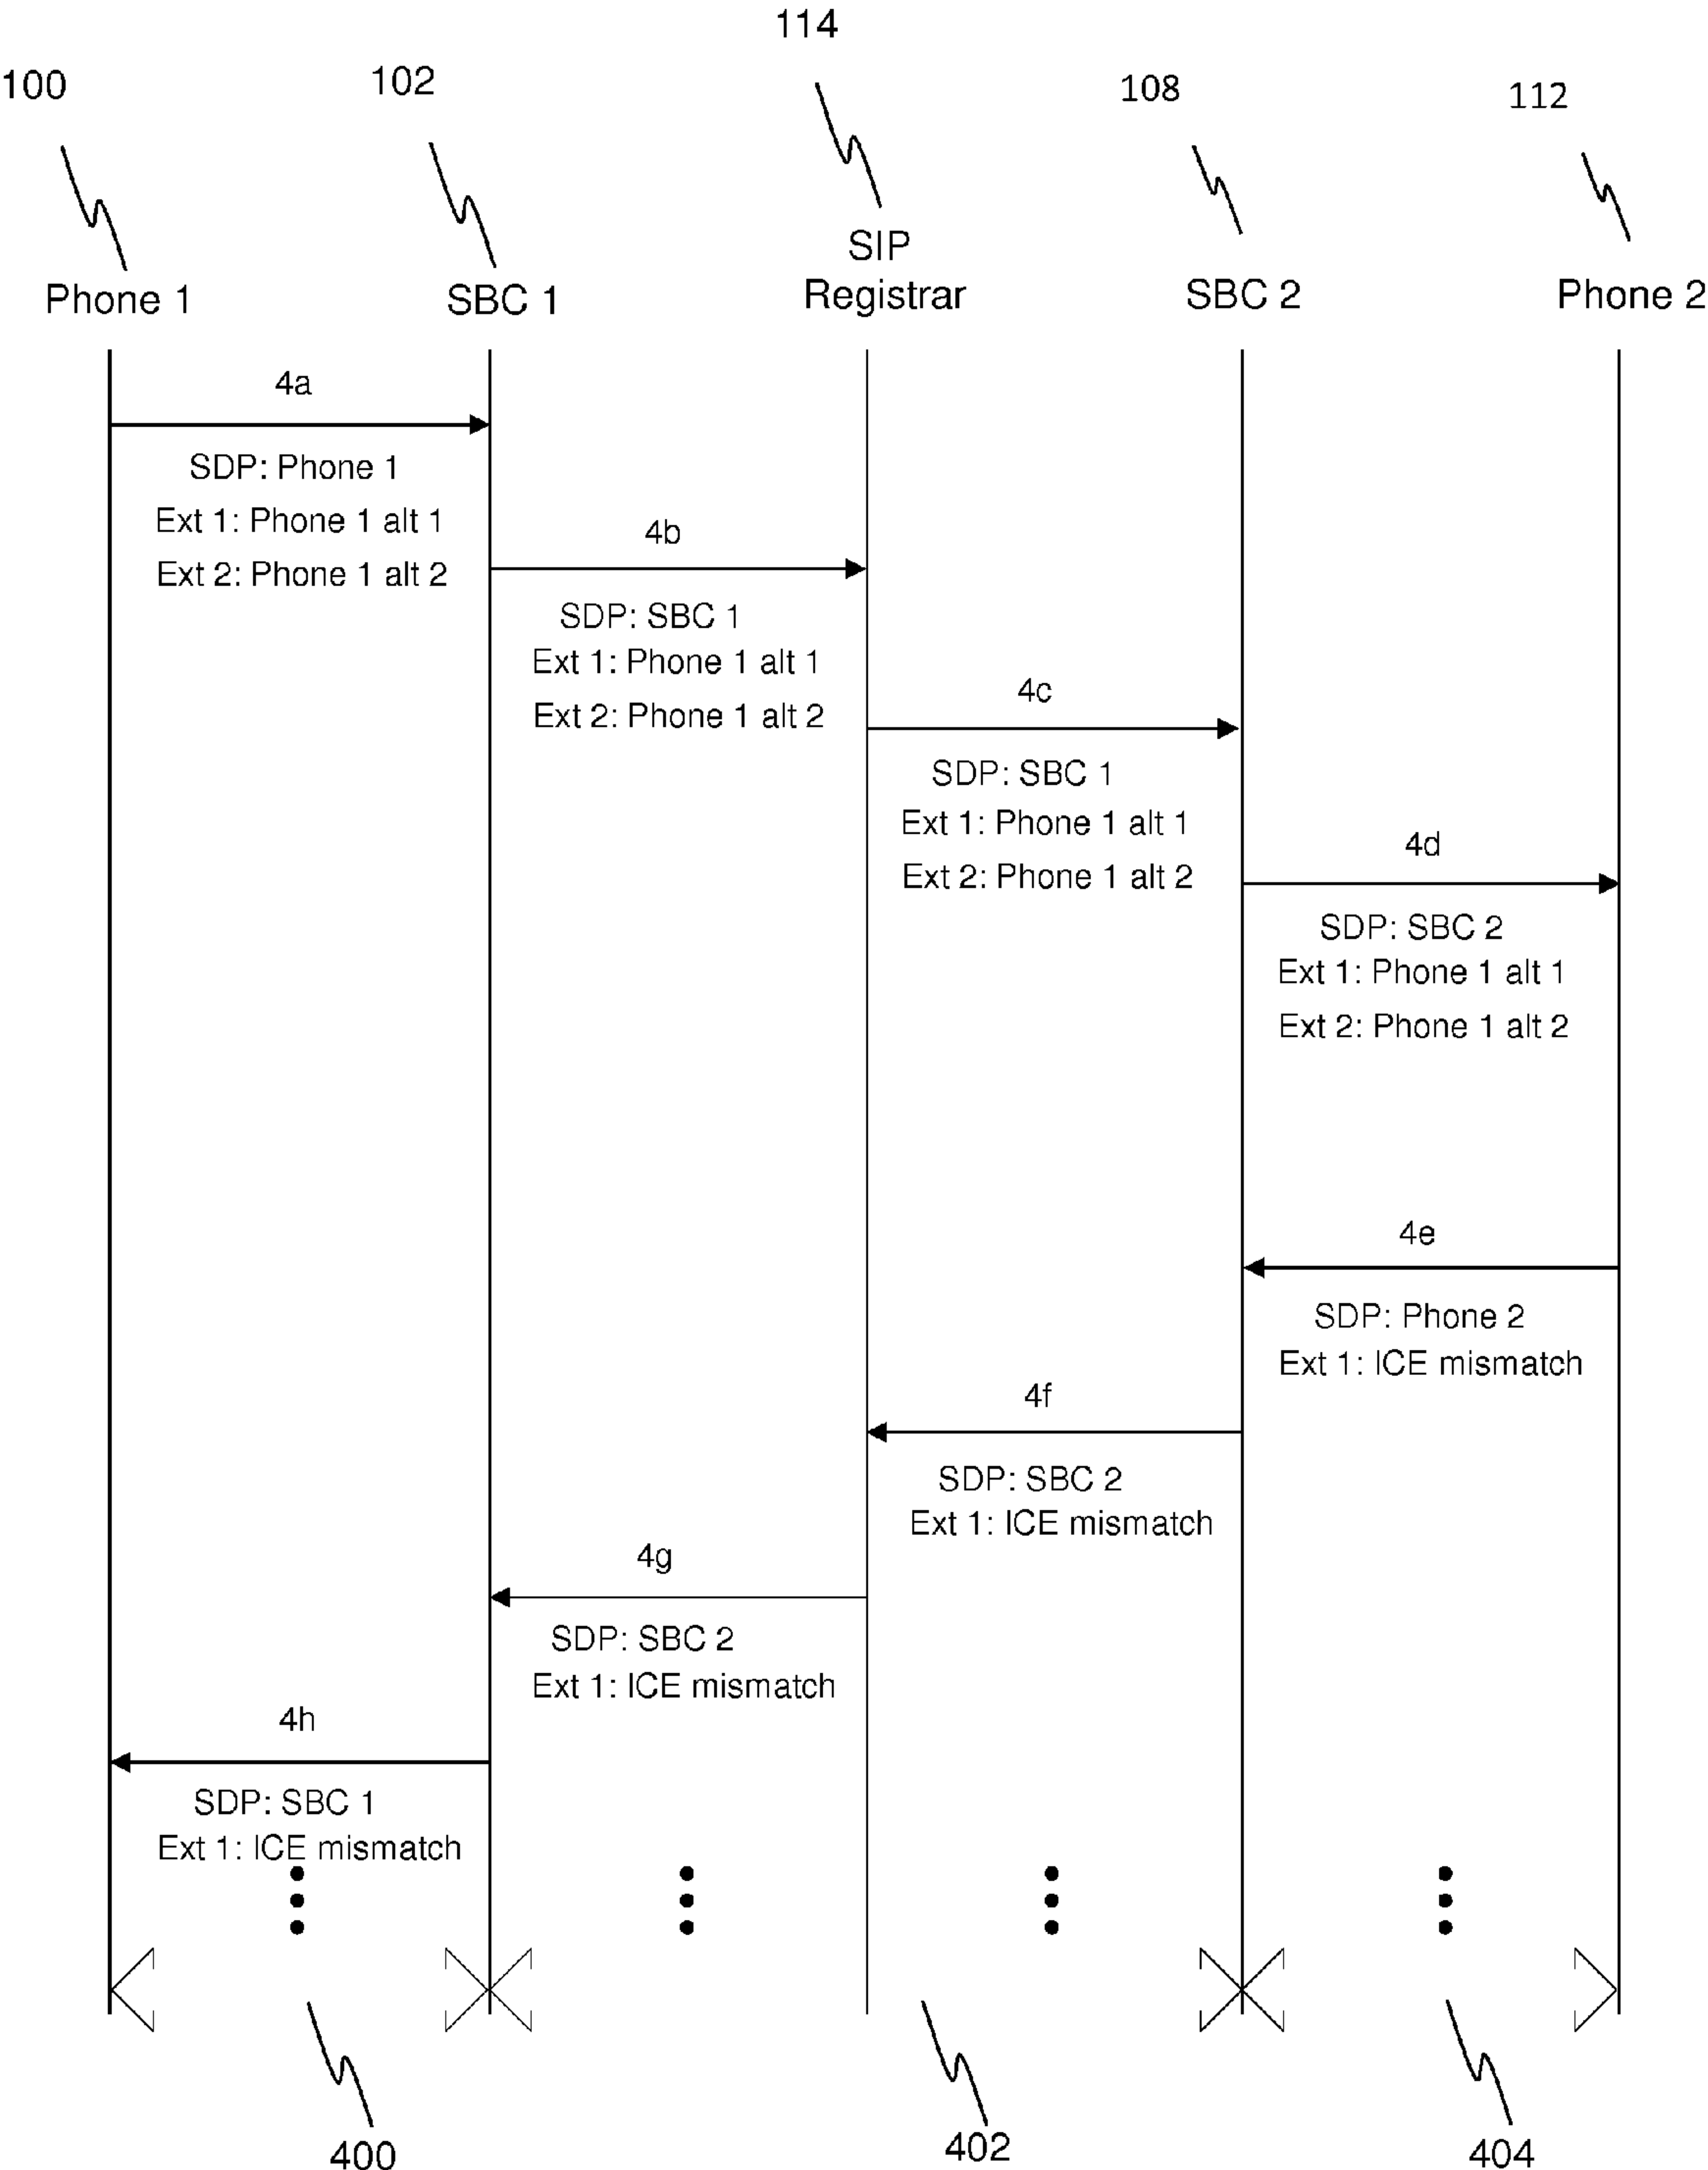 114
100
102
108
112
SIP
Registrar
Phone 1
SBC 1
SBC 2
Phone 2
4a
SDP: Phone 1
Ext 1: Phone 1 alt 1
Ext 2: Phone 1 alt 2
4b
SDP: SBC 1
Ext 1: Phone 1 alt 1
Ext 2: Phone 1 alt 2
4c
SDP: SBC 1
Ext 1: Phone 1 alt 1
Ext 2: Phone 1 alt 2
4d
SDP: SBC 2
Ext 1: Phone 1 alt 1
Ext 2: Phone 1 alt 2
4e
SDP: Phone 2
Ext 1: ICE mismatch
4f
SDP: SBC 2
Ext 1: ICE mismatch
4g
SDP: SBC 2
Ext 1: ICE mismatch
4h
SDP: SBC 1
Ext 1: ICE mismatch
400
402
404